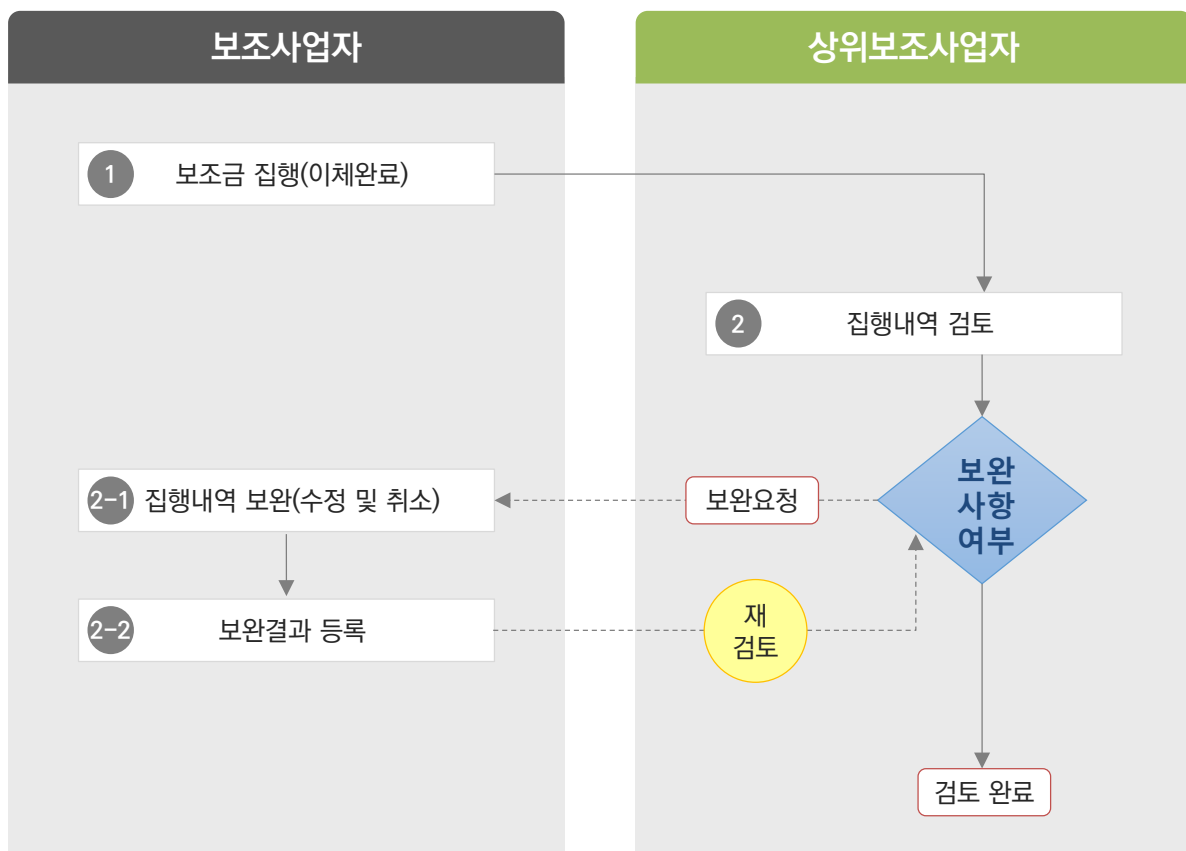 보조사업자
상위보조사업자
1 보조금 집행(이체완료)
2 집행내역 검토
보완
사항
여부
보완요청
2-1 집행내역 보완(수정 및 취소)
2-2 보완결과 등록
재
검토
검토 완료